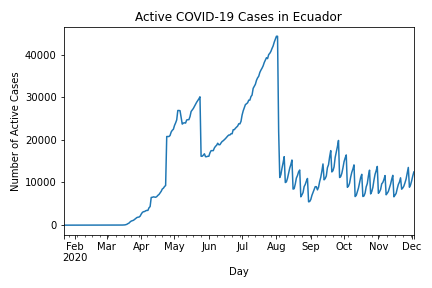 Active COVID-19 Cases in Ecuador
Number of Active Cases
40000
30000
20000
10000
0
Feb Mar Apr May Jun Jul Aug Sep Oct Nov Dec
2020
Day